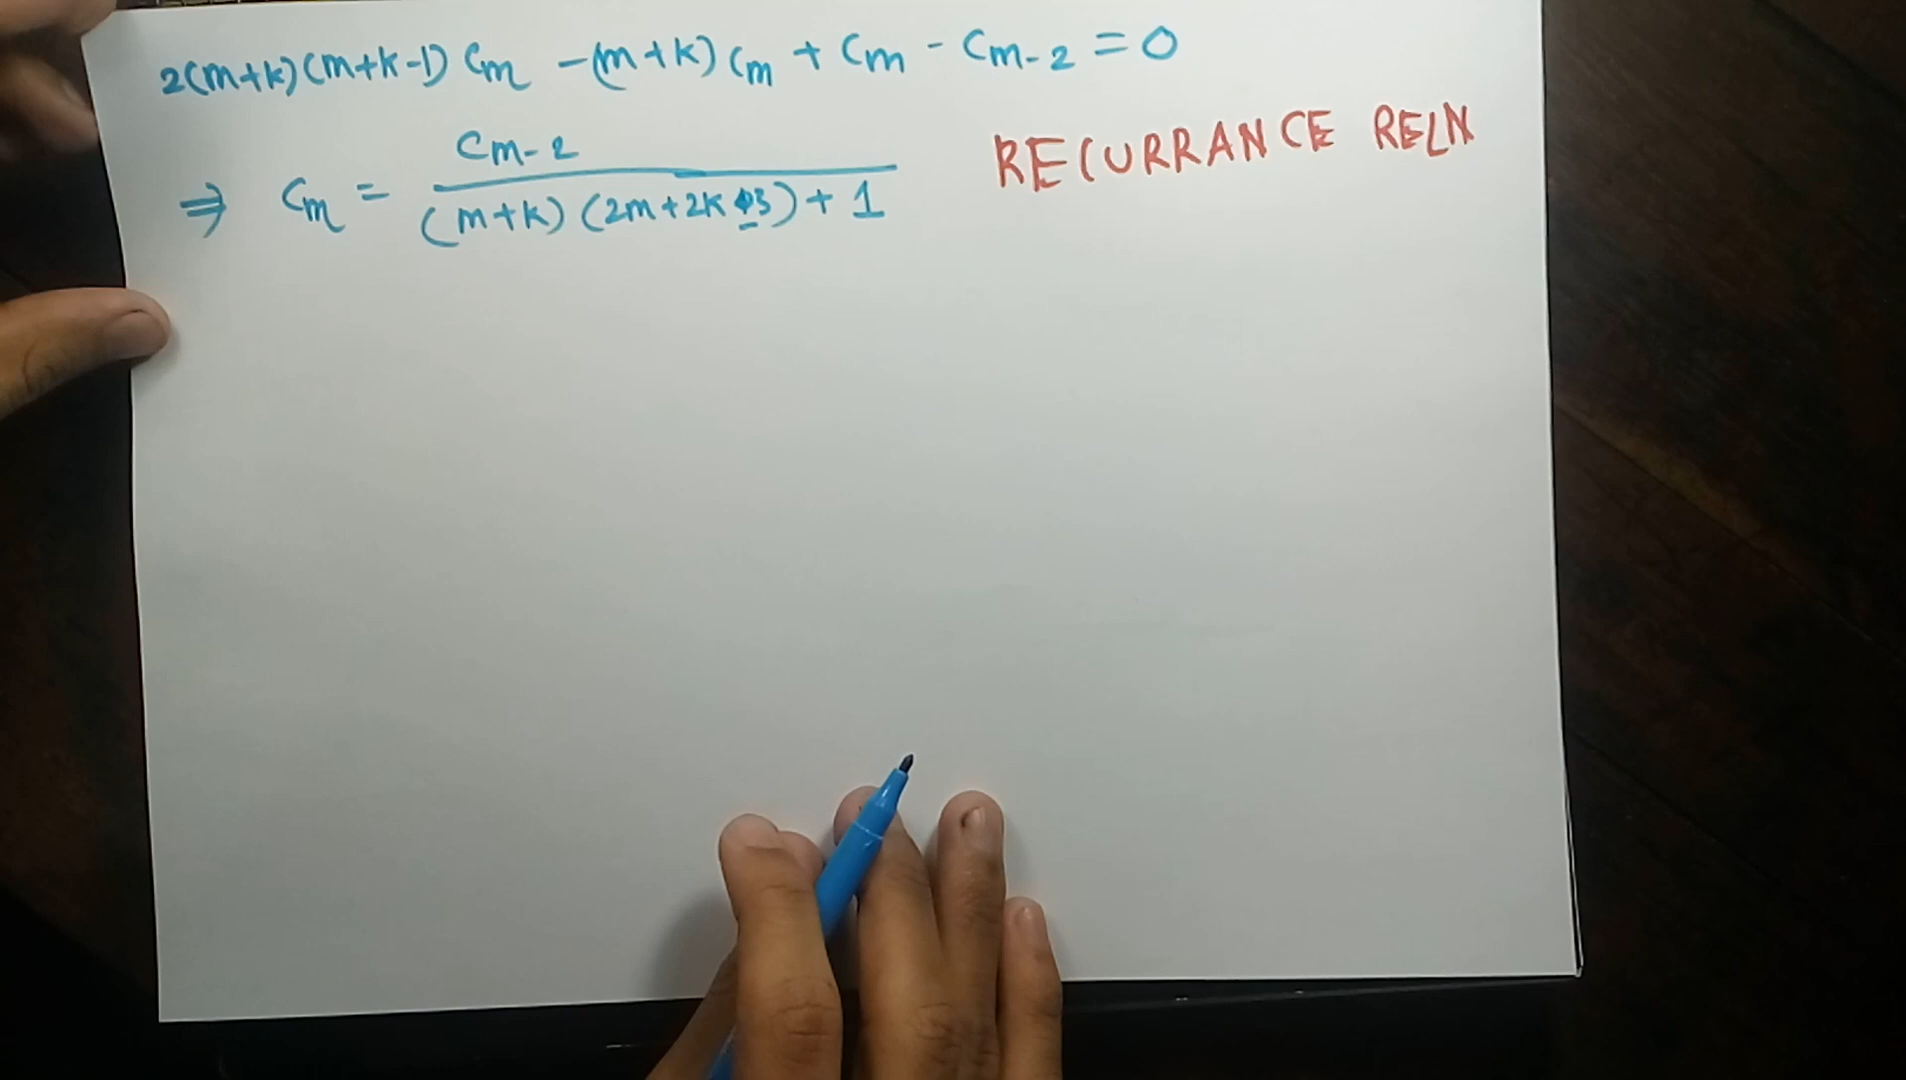 2(m+k)(m+k-1) Cm - (m+k) Cm + Cm - Cm-2 = 0
⇒ Cm = Cm-2 / (m+k) (2m+2k-3) + 1
RECURRANCE RELN